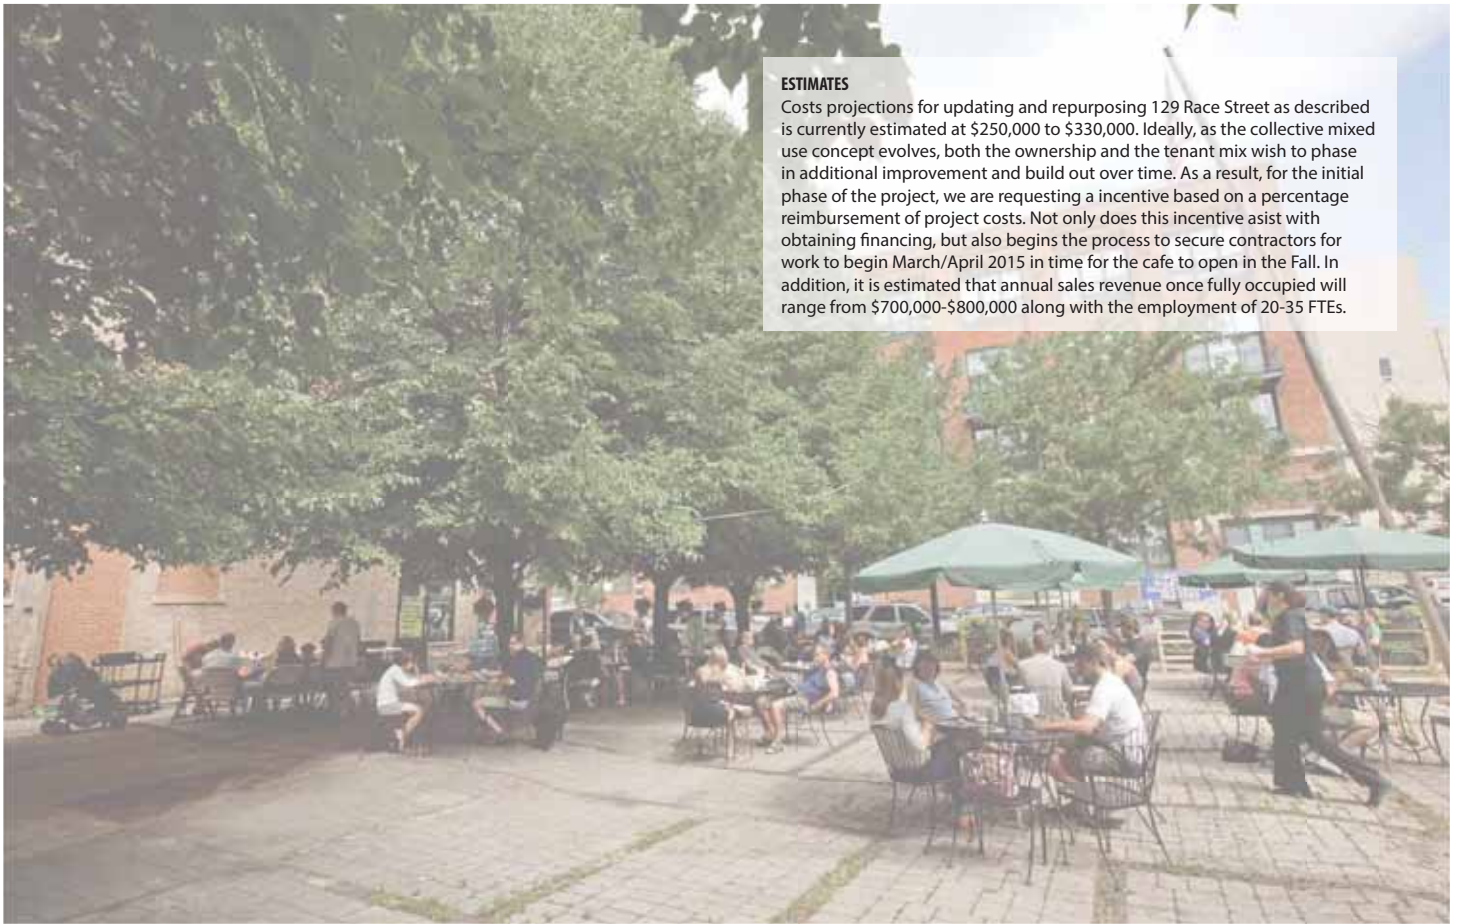 ESTIMATES
Costs projections for updating and repurposing 129 Race Street as described
is currently estimated at $250,000 to $330,000. Ideally, as the collective mixed
use concept evolves, both the ownership and the tenant mix wish to phase
in additional improvement and build out over time. As a result, for the initial
phase of the project, we are requesting a incentive based on a percentage
reimbursement of project costs. Not only does this incentive asist with
obtaining financing, but also begins the process to secure contractors for
work to begin March/April 2015 in time for the cafe to open in the Fall. In
addition, it is estimated that annual sales revenue once fully occupied will
range from $700,000-$800,000 along with the employment of 20-35 FTEs.